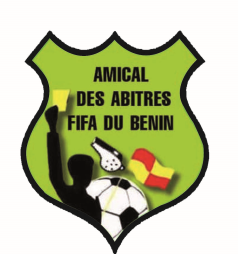 AMICAL
DES ABITRES
FIFA DU BENIN